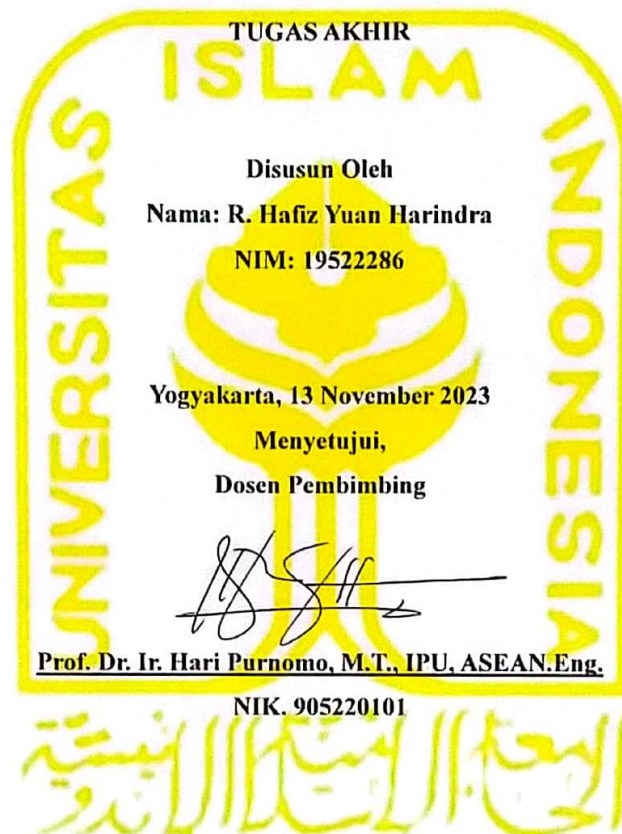 TUGAS AKHIR
ISLAM
UNIVERSITAS
INDONESIA
Disusun Oleh
Nama: R. Hafiz Yuan Harindra
NIM: 19522286
Yogyakarta, 13 November 2023
Menyetujui,
Dosen Pembimbing
Prof. Dr. Ir. Hari Purnomo, M.T., IPU, ASEAN.Eng.
NIK. 905220101